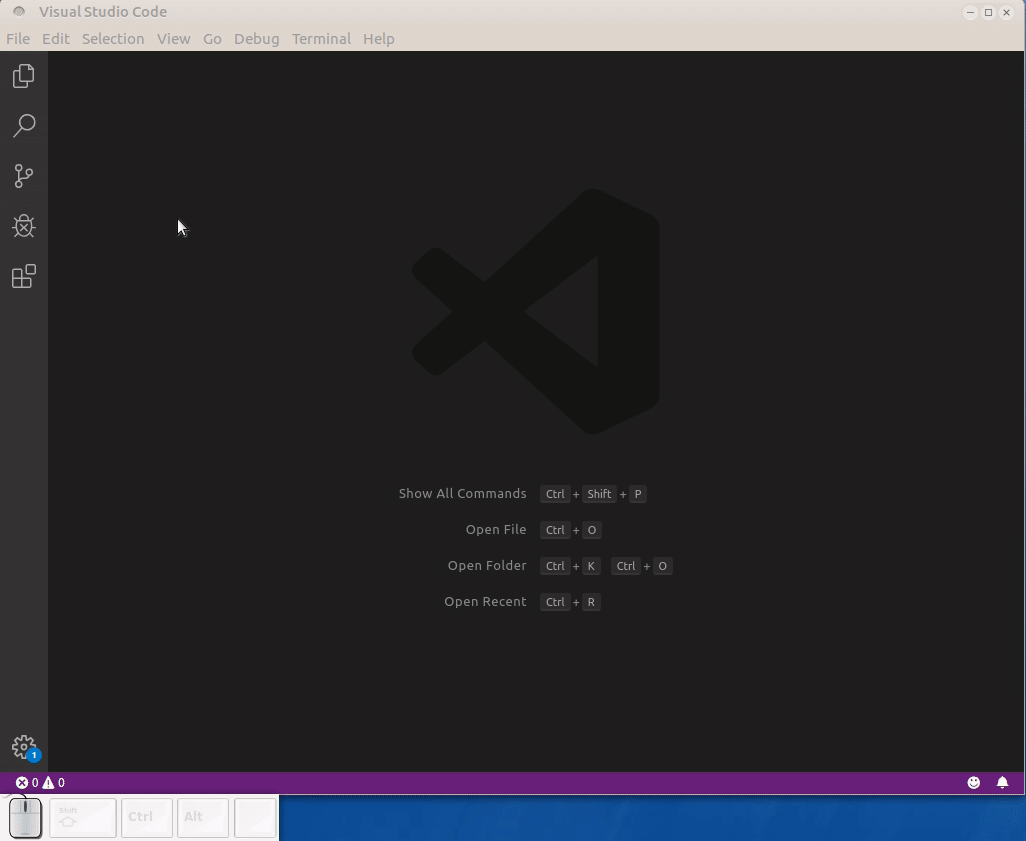 Visual Studio Code
File Edit Selection View Go Debug Terminal Help
Show All Commands Ctrl + Shift + P
Open File Ctrl + O
Open Folder Ctrl + K Ctrl + O
Open Recent Ctrl + R
1
0 0
Shift
Ctrl Alt